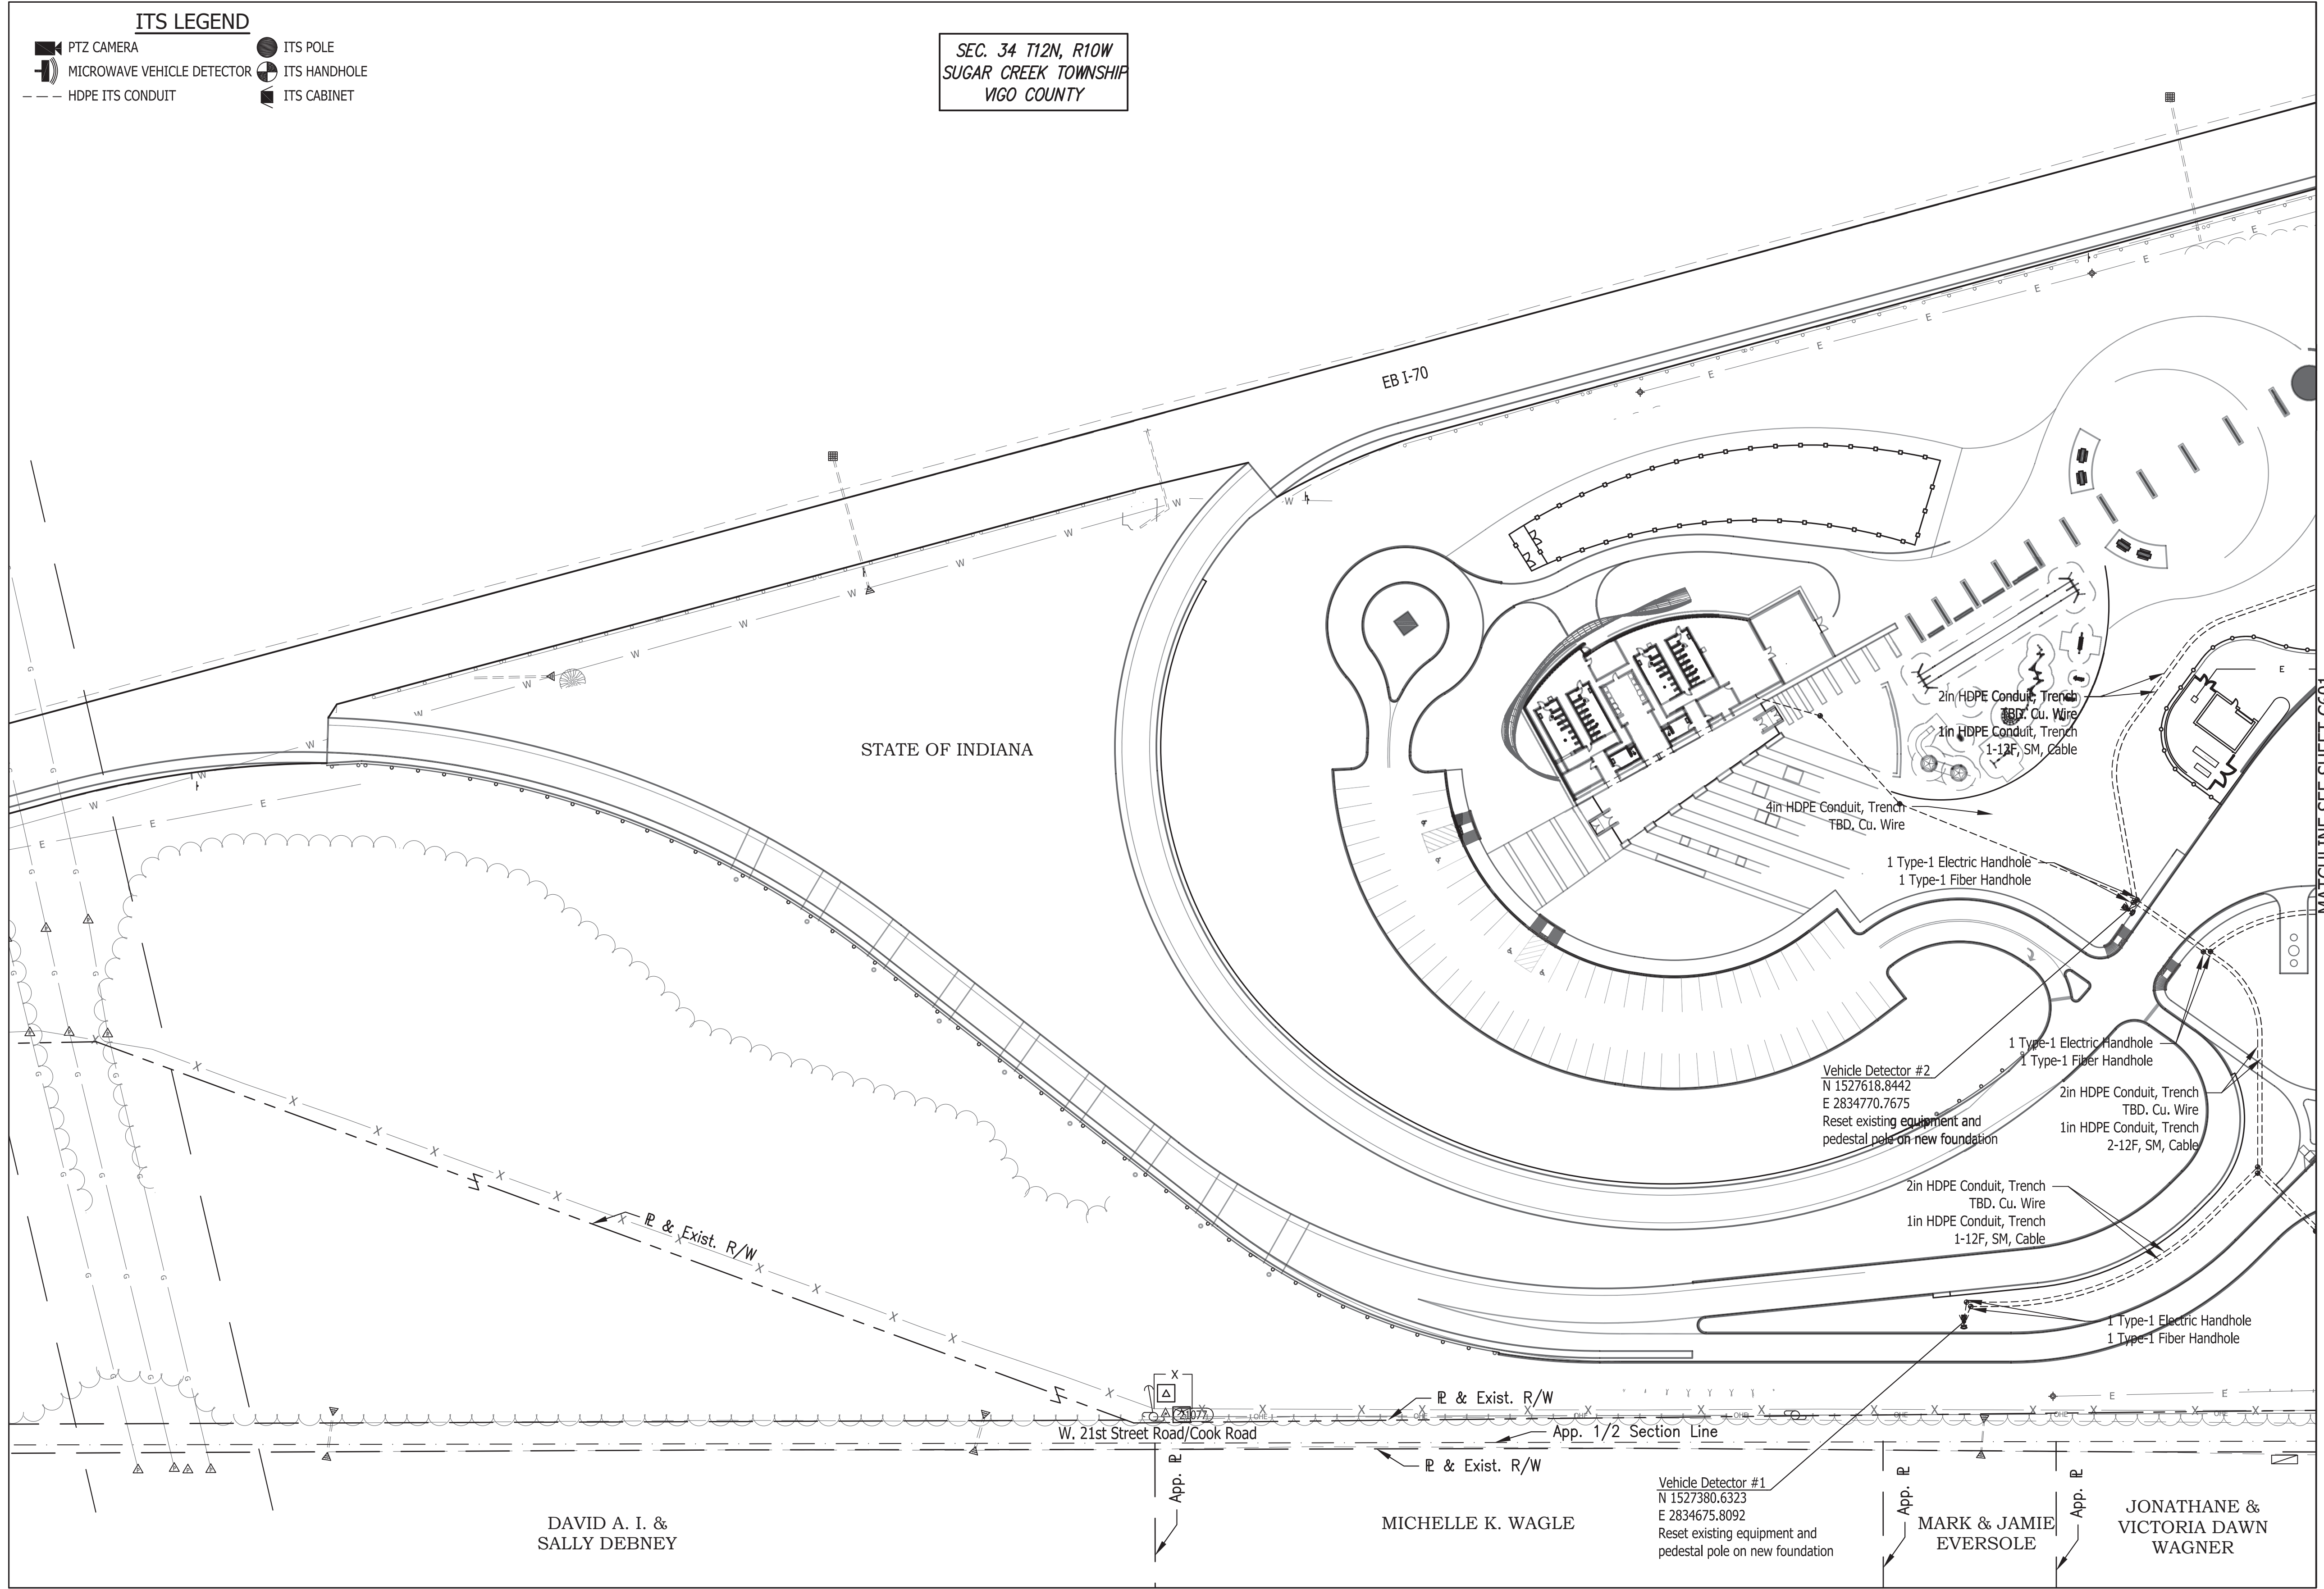 ITS LEGEND
PTZ CAMERA
MICROWAVE VEHICLE DETECTOR
HDPE ITS CONDUIT
ITS POLE
ITS HANDHOLE
ITS CABINET
SEC. 34 T12N, R10W
SUGAR CREEK TOWNSHIP
VIGO COUNTY
EB I-70
STATE OF INDIANA
2in HDPE Conduit, Trench
TBD. Cu. Wire
1in HDPE Conduit, Trench
1-12F, SM, Cable
4in HDPE Conduit, Trench
TBD. Cu. Wire
1 Type-1 Electric Handhole
1 Type-1 Fiber Handhole
1 Type-1 Electric Handhole
1 Type-1 Fiber Handhole
Vehicle Detector #2
N 1527618.8442
E 2834770.7675
Reset existing equipment and
pedestal pole on new foundation
2in HDPE Conduit, Trench
TBD. Cu. Wire
1in HDPE Conduit, Trench
2-12F, SM, Cable
2in HDPE Conduit, Trench
TBD. Cu. Wire
1in HDPE Conduit, Trench
1-12F, SM, Cable
1 Type-1 Electric Handhole
1 Type-1 Fiber Handhole
℄ & Exist. R/W
℄ & Exist. R/W
W. 21st Street Road/Cook Road
App. 1/2 Section Line
℄ & Exist. R/W
App. ℄
App. ℄
App. ℄
Vehicle Detector #1
N 1527380.6323
E 2834675.8092
Reset existing equipment and
pedestal pole on new foundation
DAVID A. I. &
SALLY DEBNEY
MICHELLE K. WAGLE
MARK & JAMIE
EVERSOLE
JONATHANE &
VICTORIA DAWN
WAGNER